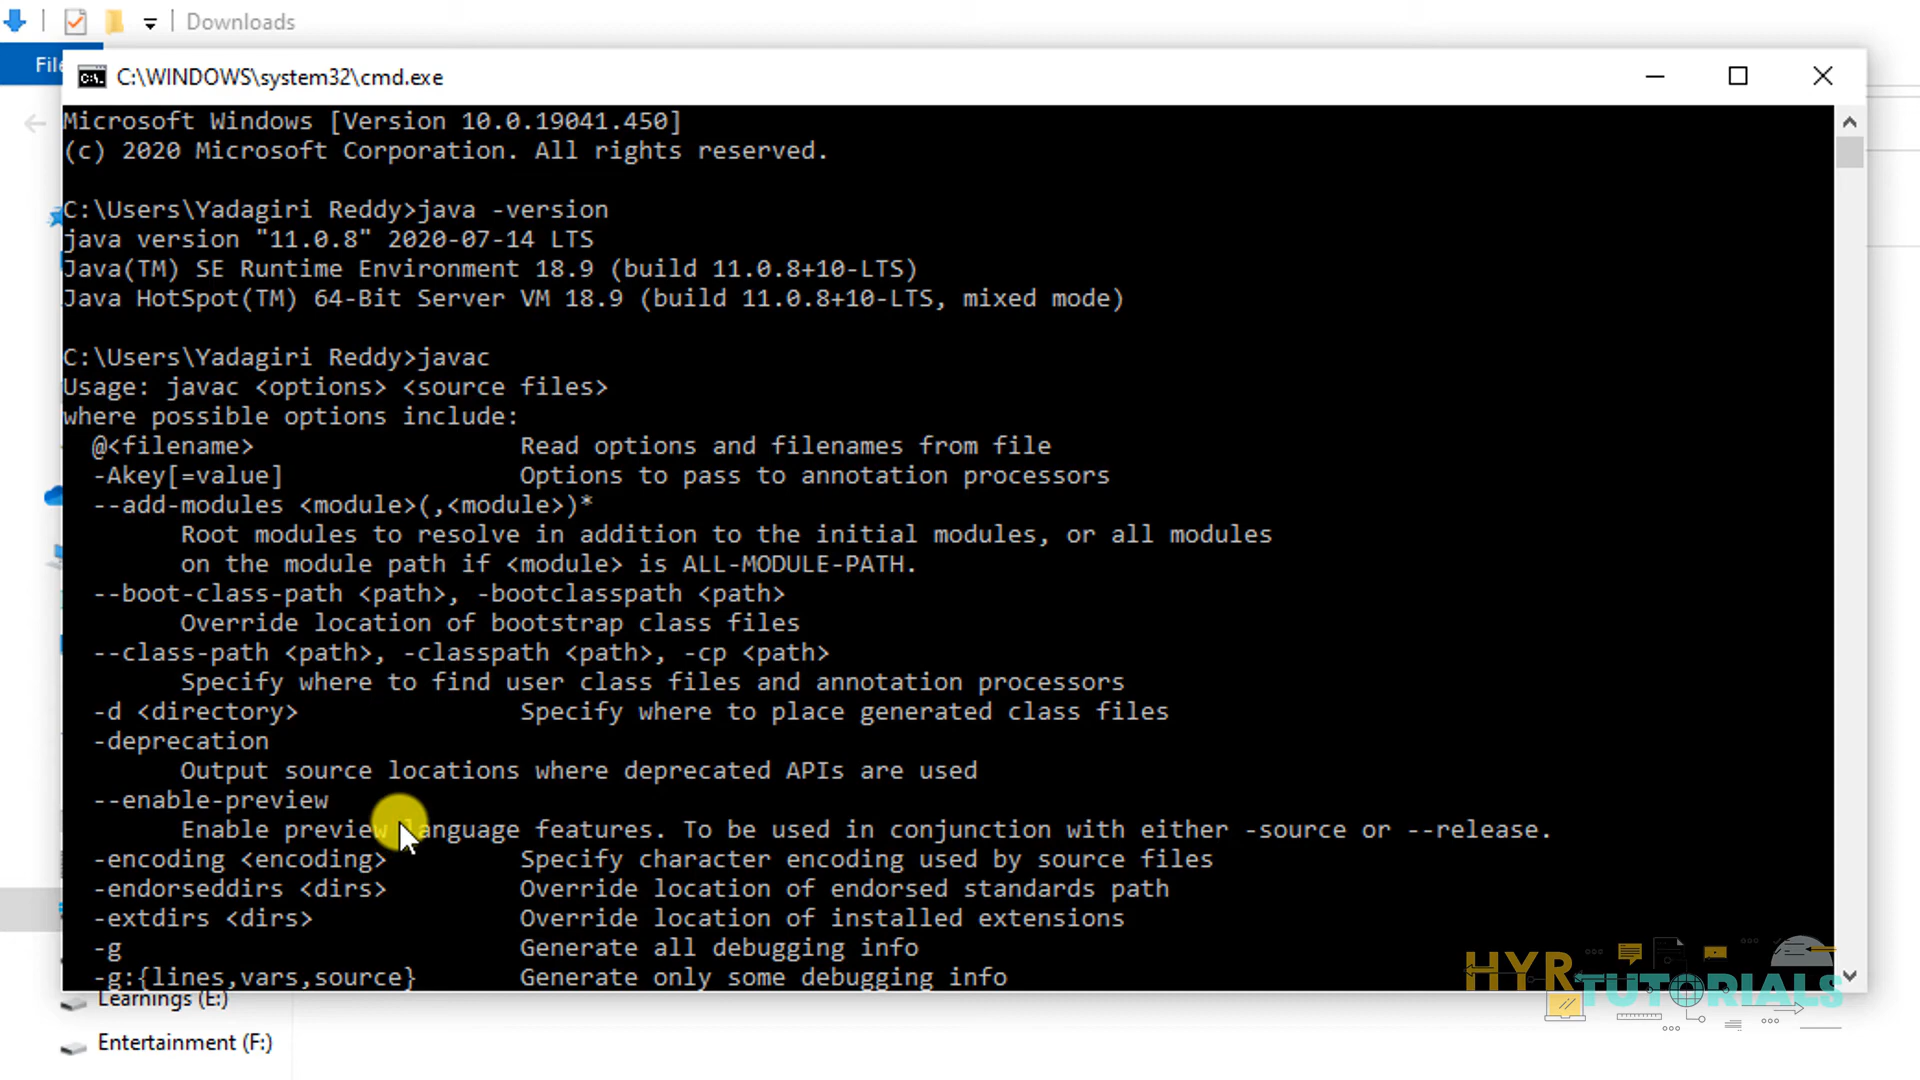 Downloads
File
C:\WINDOWS\system32\cmd.exe
Microsoft Windows [Version 10.0.19041.450]
(c) 2020 Microsoft Corporation. All rights reserved.
C:\Users\Yadagiri Reddy>java -version
java version "11.0.8" 2020-07-14 LTS
Java(TM) SE Runtime Environment 18.9 (build 11.0.8+10-LTS)
Java HotSpot(TM) 64-Bit Server VM 18.9 (build 11.0.8+10-LTS, mixed mode)
C:\Users\Yadagiri Reddy>javac
Usage: javac <options> <source files>
where possible options include:
  @<filename>                  Read options and filenames from file
  -Akey[=value]                Options to pass to annotation processors
  --add-modules <module>(,<module>)*
        Root modules to resolve in addition to the initial modules, or all modules
        on the module path if <module> is ALL-MODULE-PATH.
  --boot-class-path <path>, -bootclasspath <path>
        Override location of bootstrap class files
  --class-path <path>, -classpath <path>, -cp <path>
        Specify where to find user class files and annotation processors
  -d <directory>               Specify where to place generated class files
  -deprecation
        Output source locations where deprecated APIs are used
  --enable-preview
        Enable preview language features. To be used in conjunction with either -source or --release.
  -encoding <encoding>         Specify character encoding used by source files
  -endorseddirs <dirs>         Override location of endorsed standards path
  -extdirs <dirs>              Override location of installed extensions
  -g                           Generate all debugging info
  -g:{lines,vars,source}       Generate only some debugging info
Learnings (E:)
Entertainment (F:)
HYR
TUTORIALS